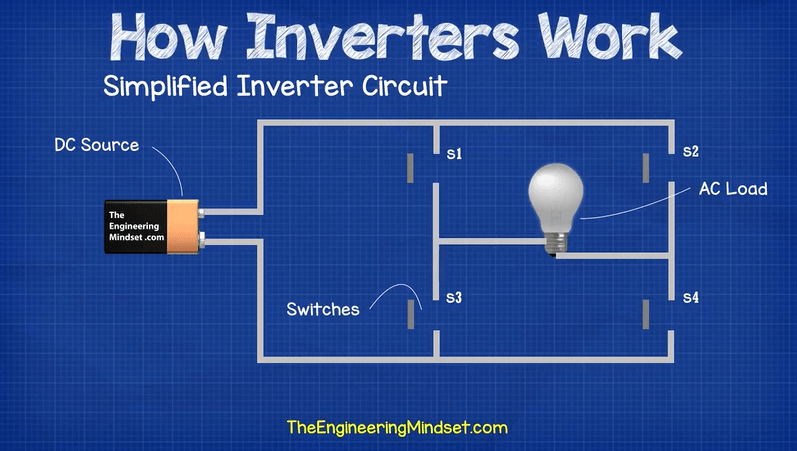 How Inverters Work
Simplified Inverter Circuit
DC Source
S1
S2
The
Engineering
Mindset .com
AC Load
Switches
S3
S4
TheEngineeringMindset.com